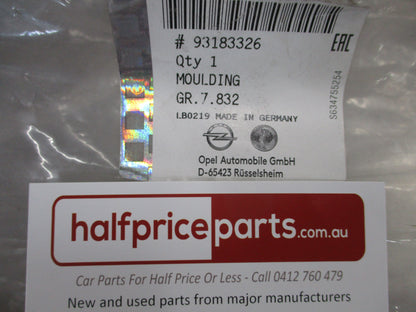 # 93183326
Qty 1
MOULDING
GR.7.832
LB0219 MADE IN GERMANY
EAC
S634755254
Opel Automobile GmbH
D-65423 Rüsselsheim
halfpriceparts.com.au
Car Parts For Half Price Or Less - Call 0412 760 479
New and used parts from major manufacturers